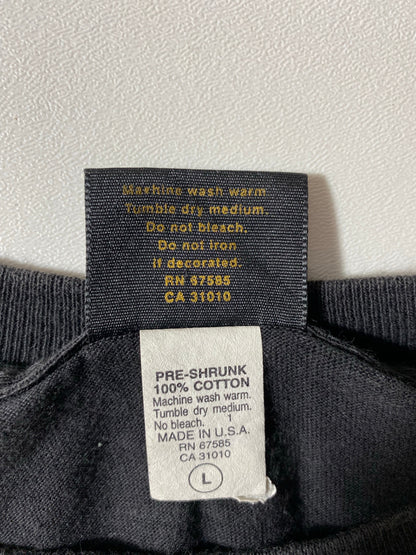 Machine wash warm.
Tumble dry medium.
Do not bleach.
Do not iron
if decorated.
RN 67585
CA 31010
PRE-SHRUNK
100% COTTON
Machine wash warm.
Tumble dry medium.
No bleach. 1
MADE IN U.S.A.
RN 67585
CA 31010
L